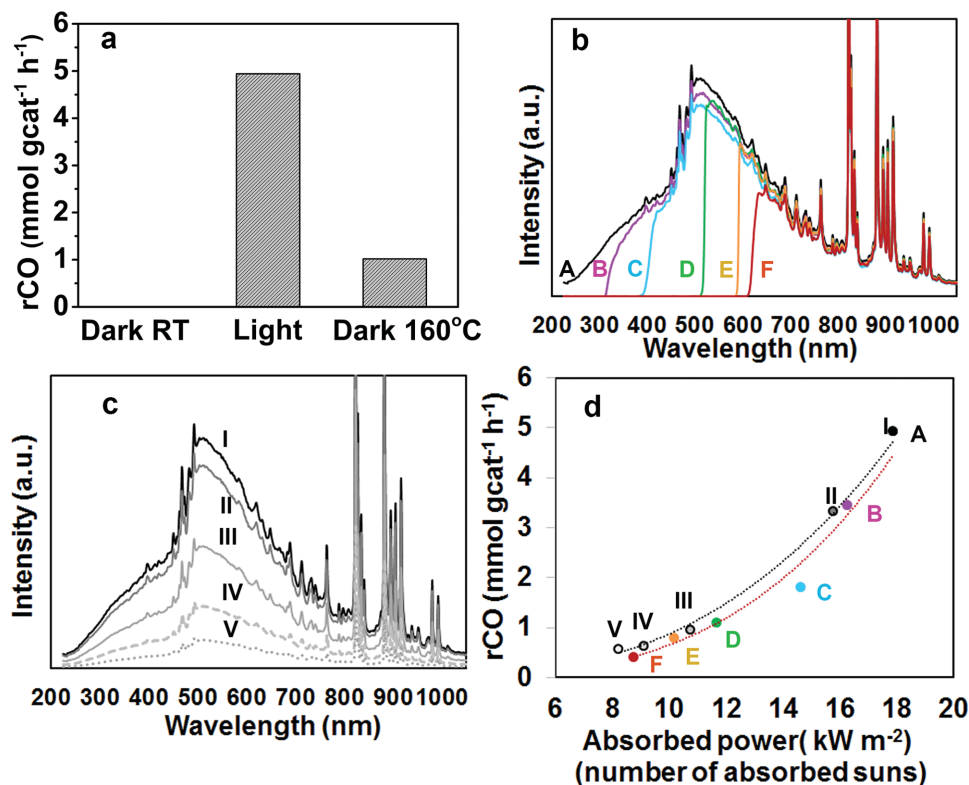 a
rCO (mmol gcat⁻¹ h⁻¹)
6
5
4
3
2
1
0
Dark RT Light Dark 160°C
b
Intensity (a.u.)
A B C D E F
200 300 400 500 600 700 800 900 1000
Wavelength (nm)
c
Intensity (a.u.)
I
II
III
IV
V
200 300 400 500 600 700 800 900 1000
Wavelength (nm)
d
rCO (mmol gcat⁻¹ h⁻¹)
6
5
4
3
2
1
0
I A
II B
C
V IV III D
F E
6 8 10 12 14 16 18 20
Absorbed power( kW m⁻²)
(number of absorbed suns)